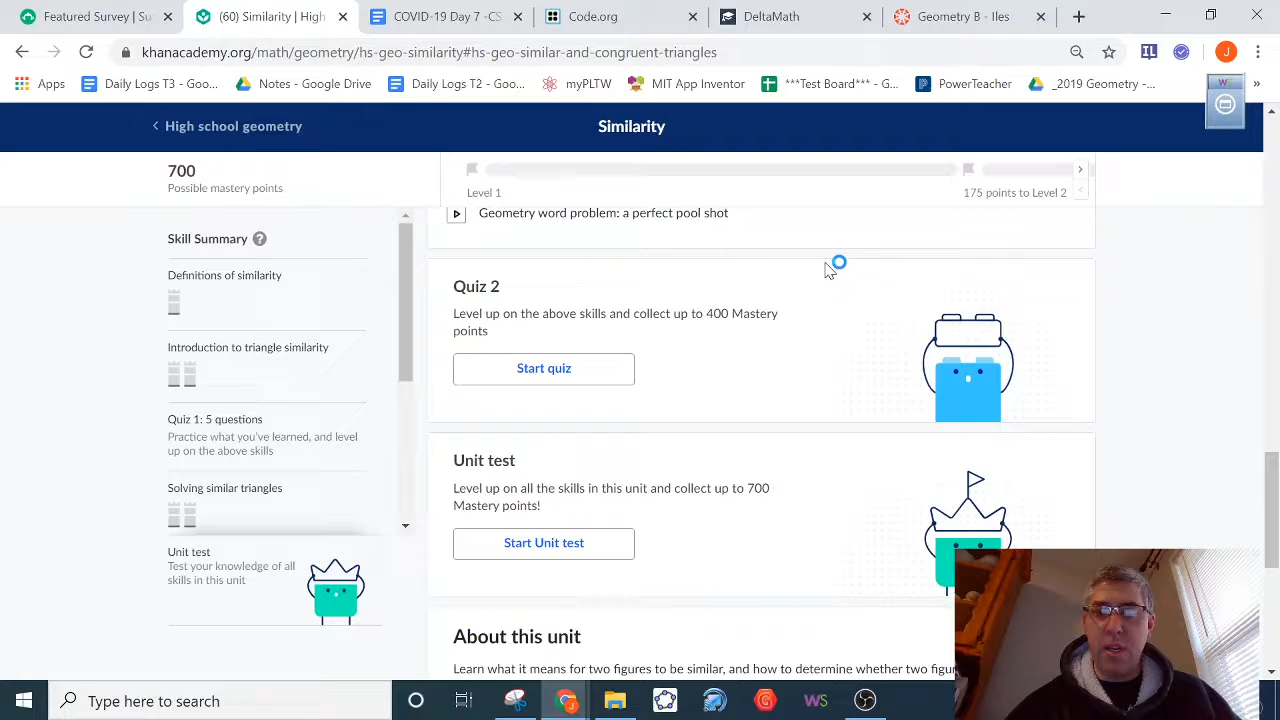 Featured Survey | Su
(60) Similarity | High
COVID-19 Day 7 - CS
Code.org
DeltaMath
Geometry B - Iles
khanacademy.org/math/geometry/hs-geo-similarity#hs-geo-similar-and-congruent-triangles
IL
J
Apps
Daily Logs T3 - Goo...
Notes - Google Drive
Daily Logs T3 - Goo...
myPLTW
MIT App Inventor
**Test Board*** - G...
PowerTeacher
_2019 Geometry -...
»
High school geometry
Similarity
700
Possible mastery points
Level 1
175 points to Level 2
Skill Summary ?
Definitions of similarity
Introduction to triangle similarity
Quiz 1: 5 questions
Practice what you've learned, and level
up on the above skills
Solving similar triangles
Unit test
Test your knowledge of all
skills in this unit
Geometry word problem: a perfect pool shot
Quiz 2
Level up on the above skills and collect up to 400 Mastery
points
Start quiz
Unit test
Level up on all the skills in this unit and collect up to 700
Mastery points!
Start Unit test
About this unit
Learn what it means for two figures to be similar, and how to determine whether two figu
Type here to search
WS